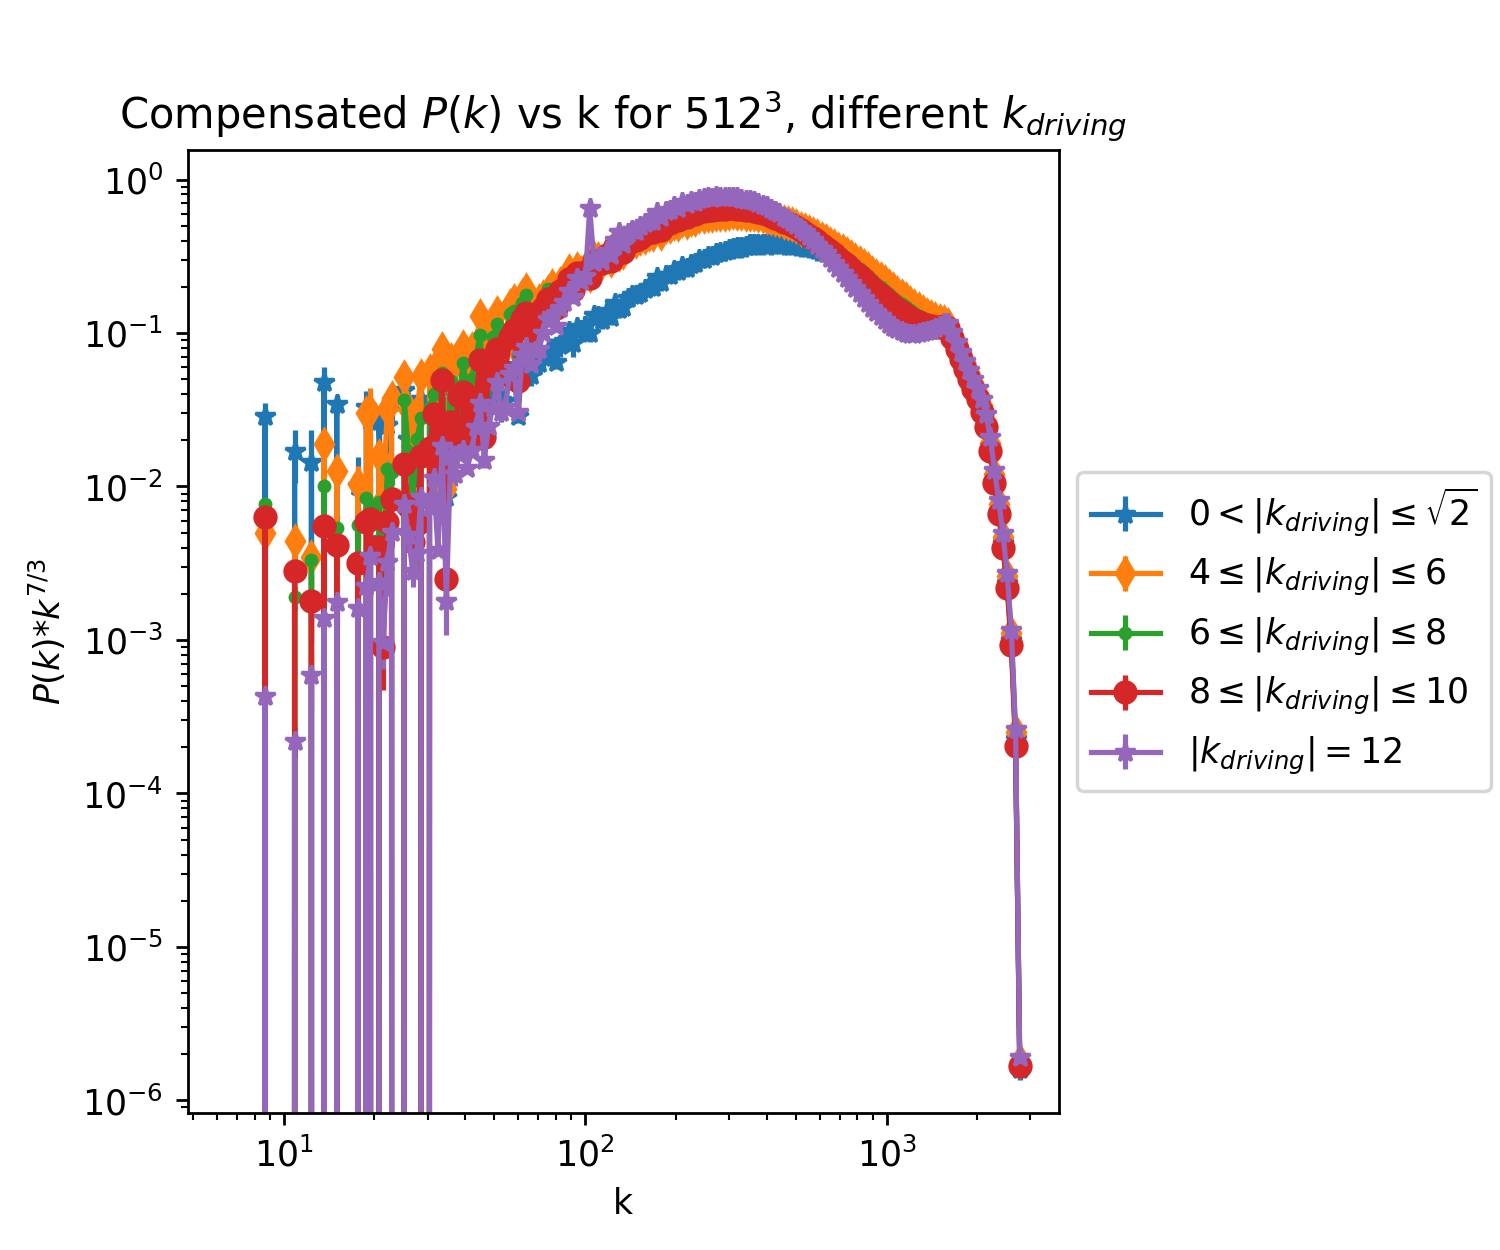 Compensated P(k) vs k for 512³, different k_driving
10⁰
10⁻¹
10⁻²
10⁻³
10⁻⁴
10⁻⁵
10⁻⁶
P(k)*k^7/3
10¹ 10² 10³
k
0 < |k_driving| ≤ √2
4 ≤ |k_driving| ≤ 6
6 ≤ |k_driving| ≤ 8
8 ≤ |k_driving| ≤ 10
|k_driving| = 12